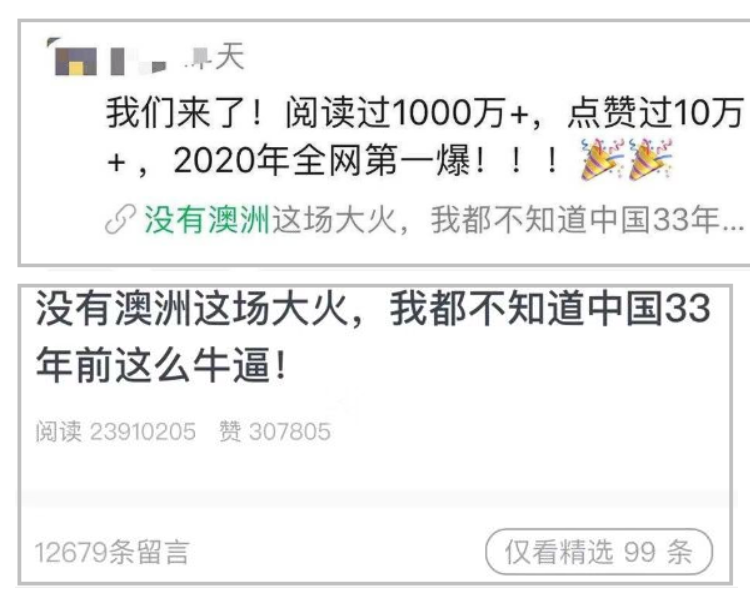 天
我们来了！阅读过1000万+，点赞过10万
+，2020年全网第一爆！！！
没有澳洲这场大火，我都不知道中国33年...
没有澳洲这场大火，我都不知道中国33
年前这么牛逼！
阅读 23910205 赞 307805
12679条留言
仅看精选 99 条